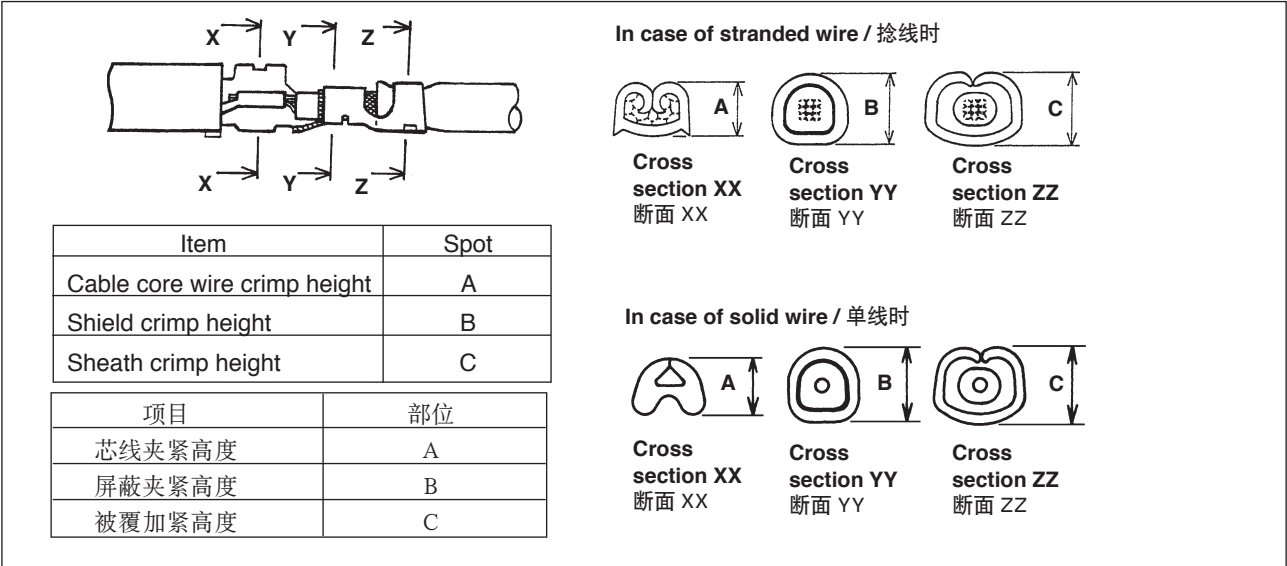 X Y Z
X Y Z
Item Spot
Cable core wire crimp height A
Shield crimp height B
Sheath crimp height C
项目 部位
芯线夹紧高度 A
屏蔽夹紧高度 B
被覆加紧高度 C
In case of stranded wire / 捻线时
A B C
Cross Cross Cross
section XX section YY section ZZ
断面 XX 断面 YY 断面 ZZ
In case of solid wire / 单线时
A B C
Cross Cross Cross
section XX section YY section ZZ
断面 XX 断面 YY 断面 ZZ